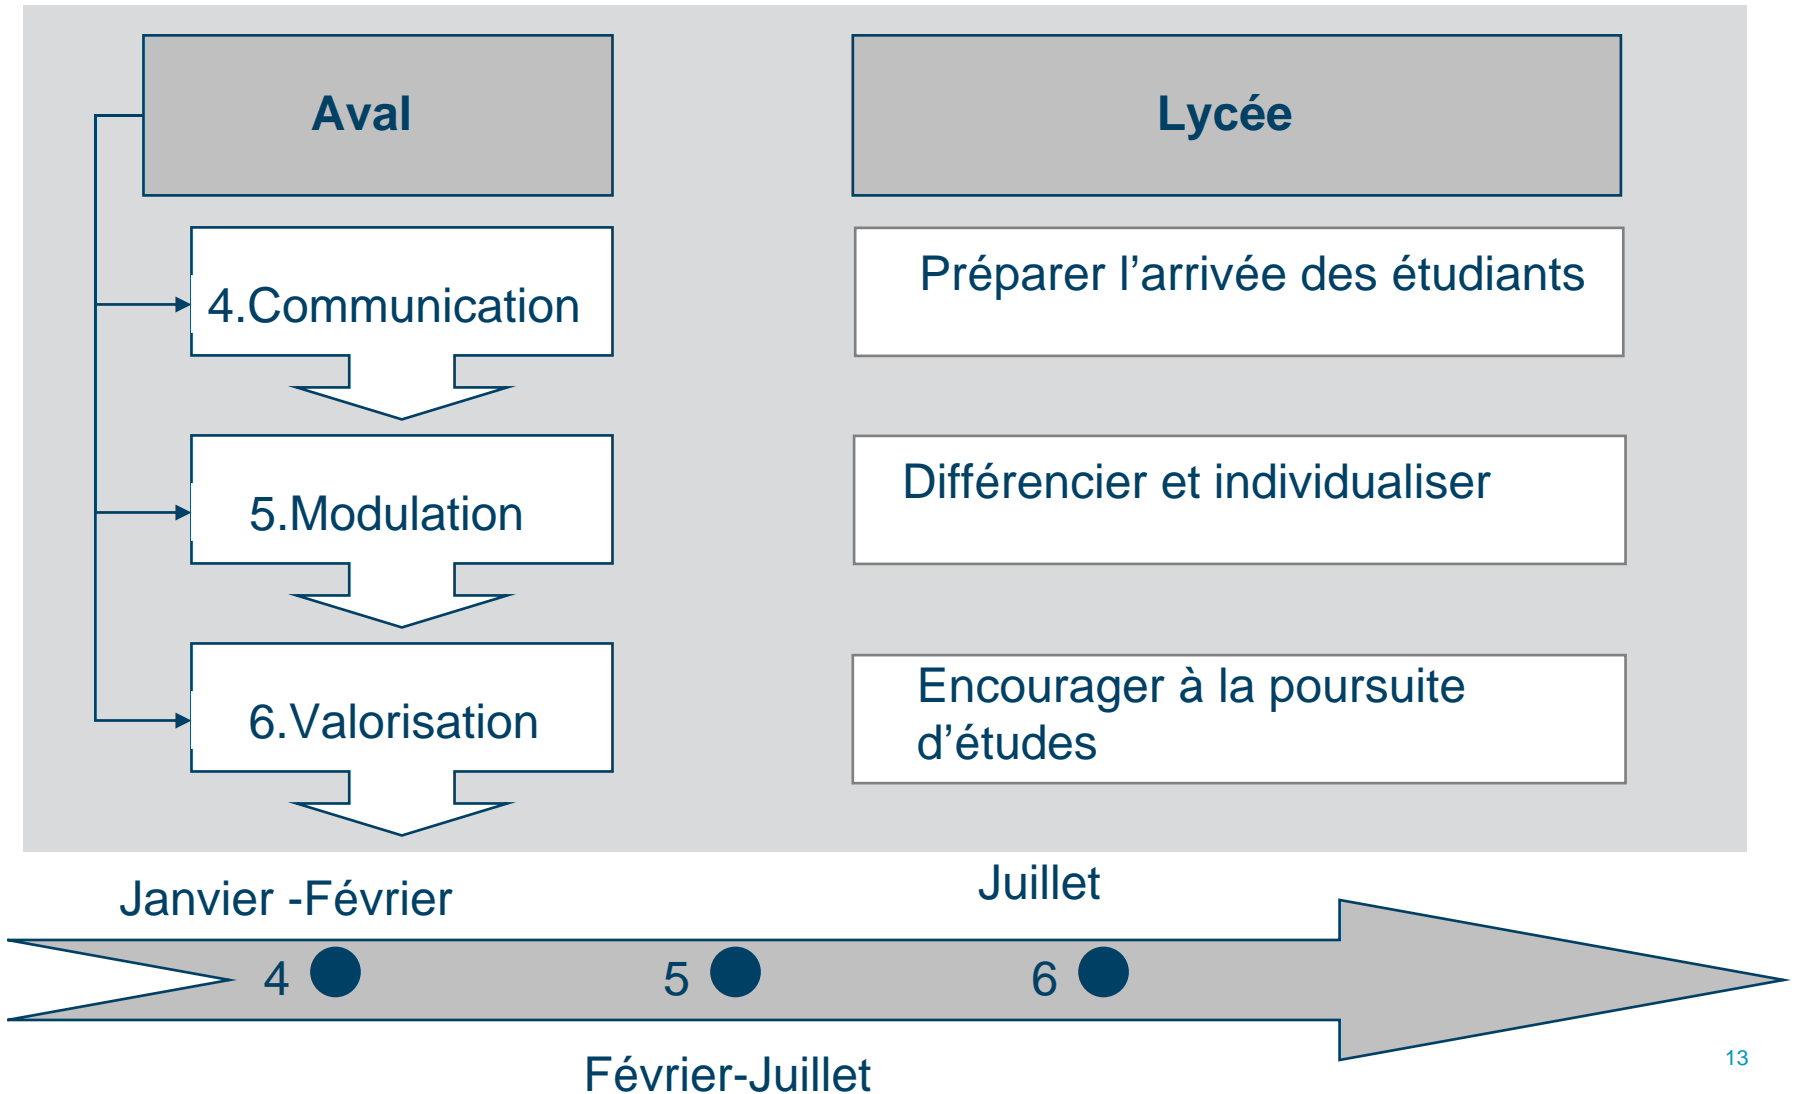 Aval
Lycée
4.Communication
Préparer l’arrivée des étudiants
5.Modulation
Différencier et individualiser
6.Valorisation
Encourager à la poursuite
d’études
Janvier -Février
Juillet
4
5
6
Février-Juillet
13